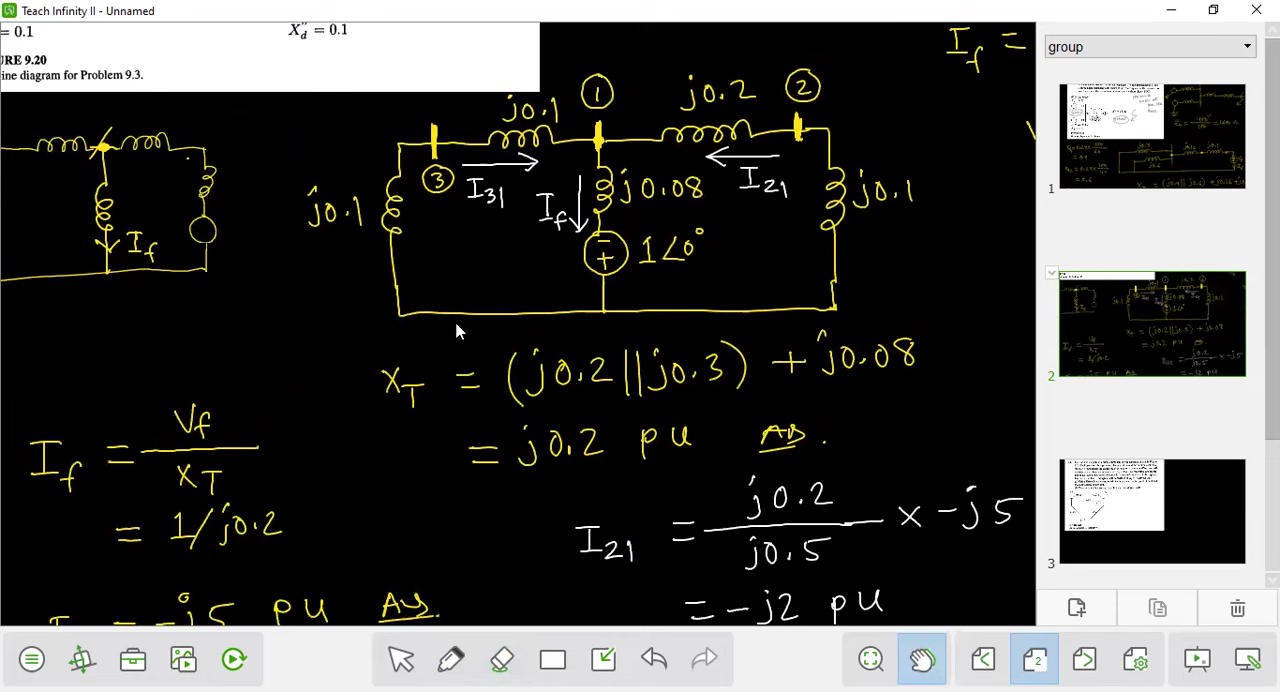 Teach Infinity II - Unnamed
= 0.1
X"d = 0.1
URE 9.20
line diagram for Problem 9.3.
If =
j0.1
1
j0.2
2
3
I31
If
j0.08
I21
j0.1
j0.1
1∠0°
If
xT = (j0.2||j0.3) + j0.08
= j0.2 pu Ans.
If = Vf / xT
= 1/j0.2
= -j5 pu Ans.
I21 = j0.2 / j0.5 x -j5
= -j2 pu
group
1
2
3
2